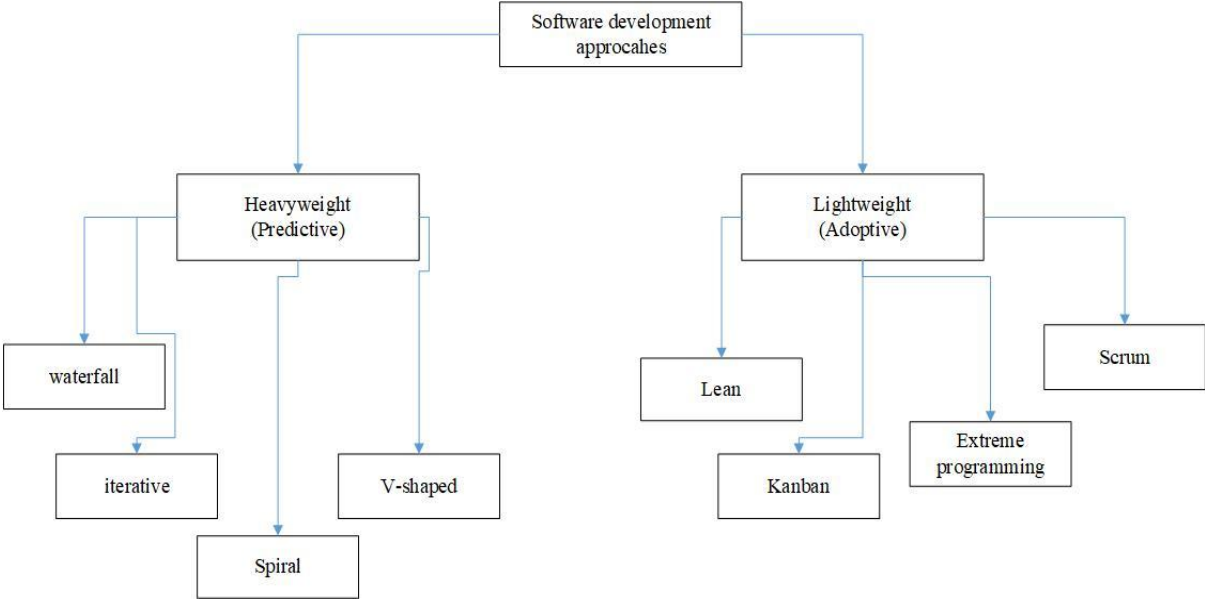 Software development
approcahes
Heavyweight
(Predictive)
Lightweight
(Adoptive)
waterfall
iterative
Spiral
V-shaped
Lean
Kanban
Extreme
programming
Scrum